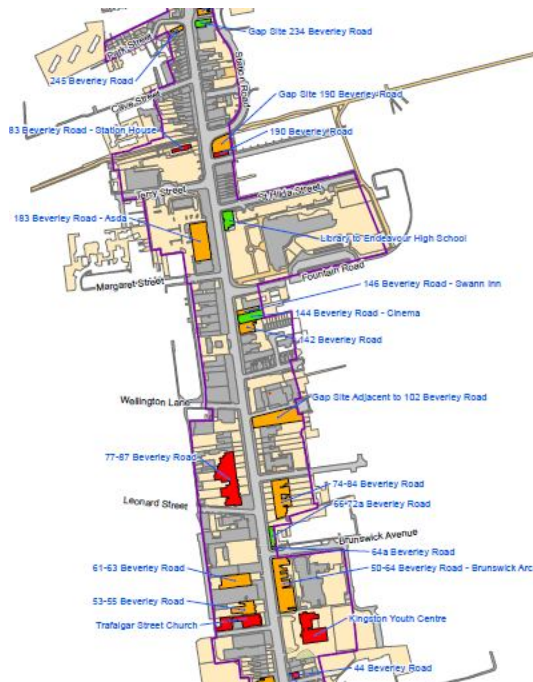 Gap Site 234 Beverley Road
Park Street
245 Beverley Road
Station Road
Cave Street
Gap Site 190 Beverley Road
83 Beverley Road - Station House
190 Beverley Road
Terry Street
St Hilda Street
183 Beverley Road - Asda
Library to Endeavour High School
Fountain Road
Margaret Street
146 Beverley Road - Swann Inn
144 Beverley Road - Cinema
142 Beverley Road
Wellington Lane
Gap Site Adjacent to 102 Beverley Road
77-87 Beverley Road
74-84 Beverley Road
Leonard Street
66-72a Beverley Road
Brunswick Avenue
64a Beverley Road
61-63 Beverley Road
50-64 Beverley Road - Brunswick Arc
53-55 Beverley Road
Trafalgar Street Church
Kingston Youth Centre
44 Beverley Road